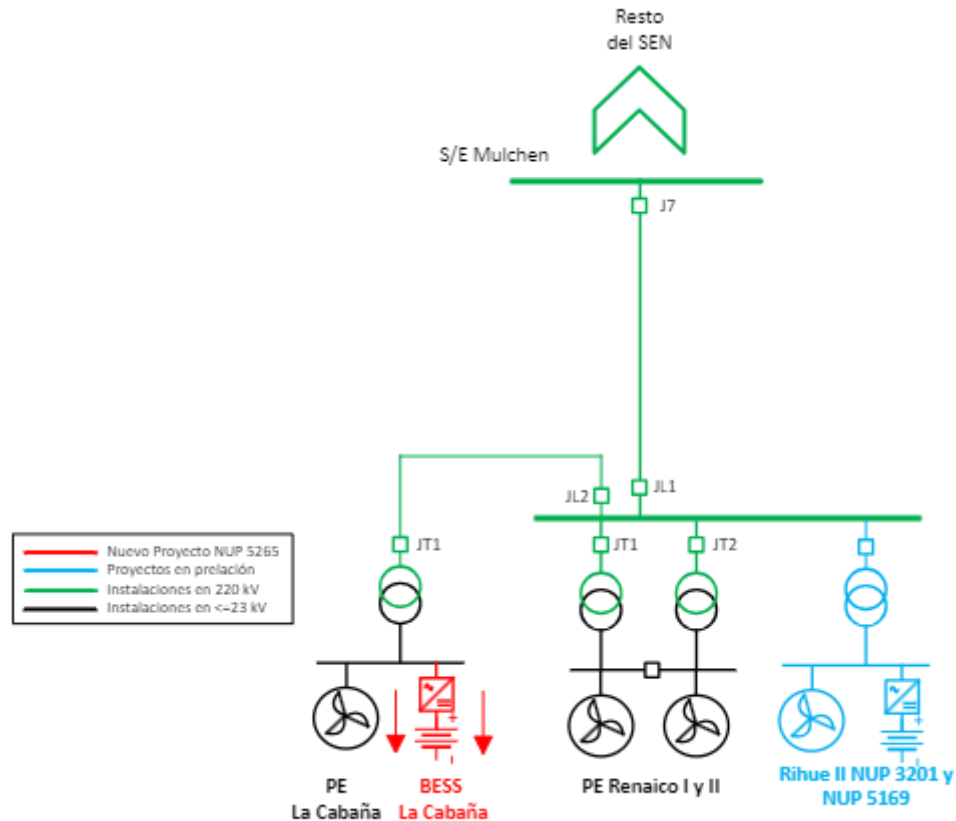 Resto
del SEN
S/E Mulchen
J7
JL2
JL1
JT1
JT1
JT2
Nuevo Proyecto NUP 5265
Proyectos en prelación
Instalaciones en 220 kV
Instalaciones en <=23 kV
PE
La Cabaña
BESS
La Cabaña
PE Renaico I y II
Rihue II NUP 3201 y
NUP 5169